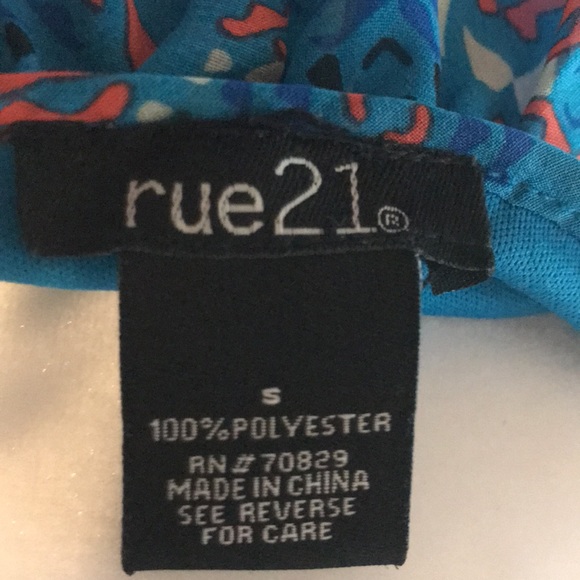 rue21®
S
100% POLYESTER
RN# 70829
MADE IN CHINA
SEE REVERSE
FOR CARE